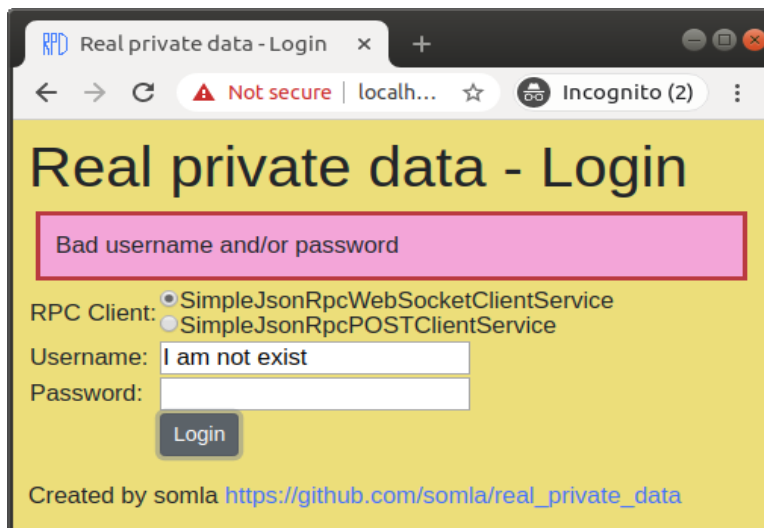 RPD Real private data - Login
Not secure localh... Incognito (2)
Real private data - Login
Bad username and/or password
RPC Client: SimpleJsonRpcWebSocketClientService
SimpleJsonRpcPOSTClientService
Username: I am not exist
Password:
Login
Created by somla https://github.com/somla/real_private_data